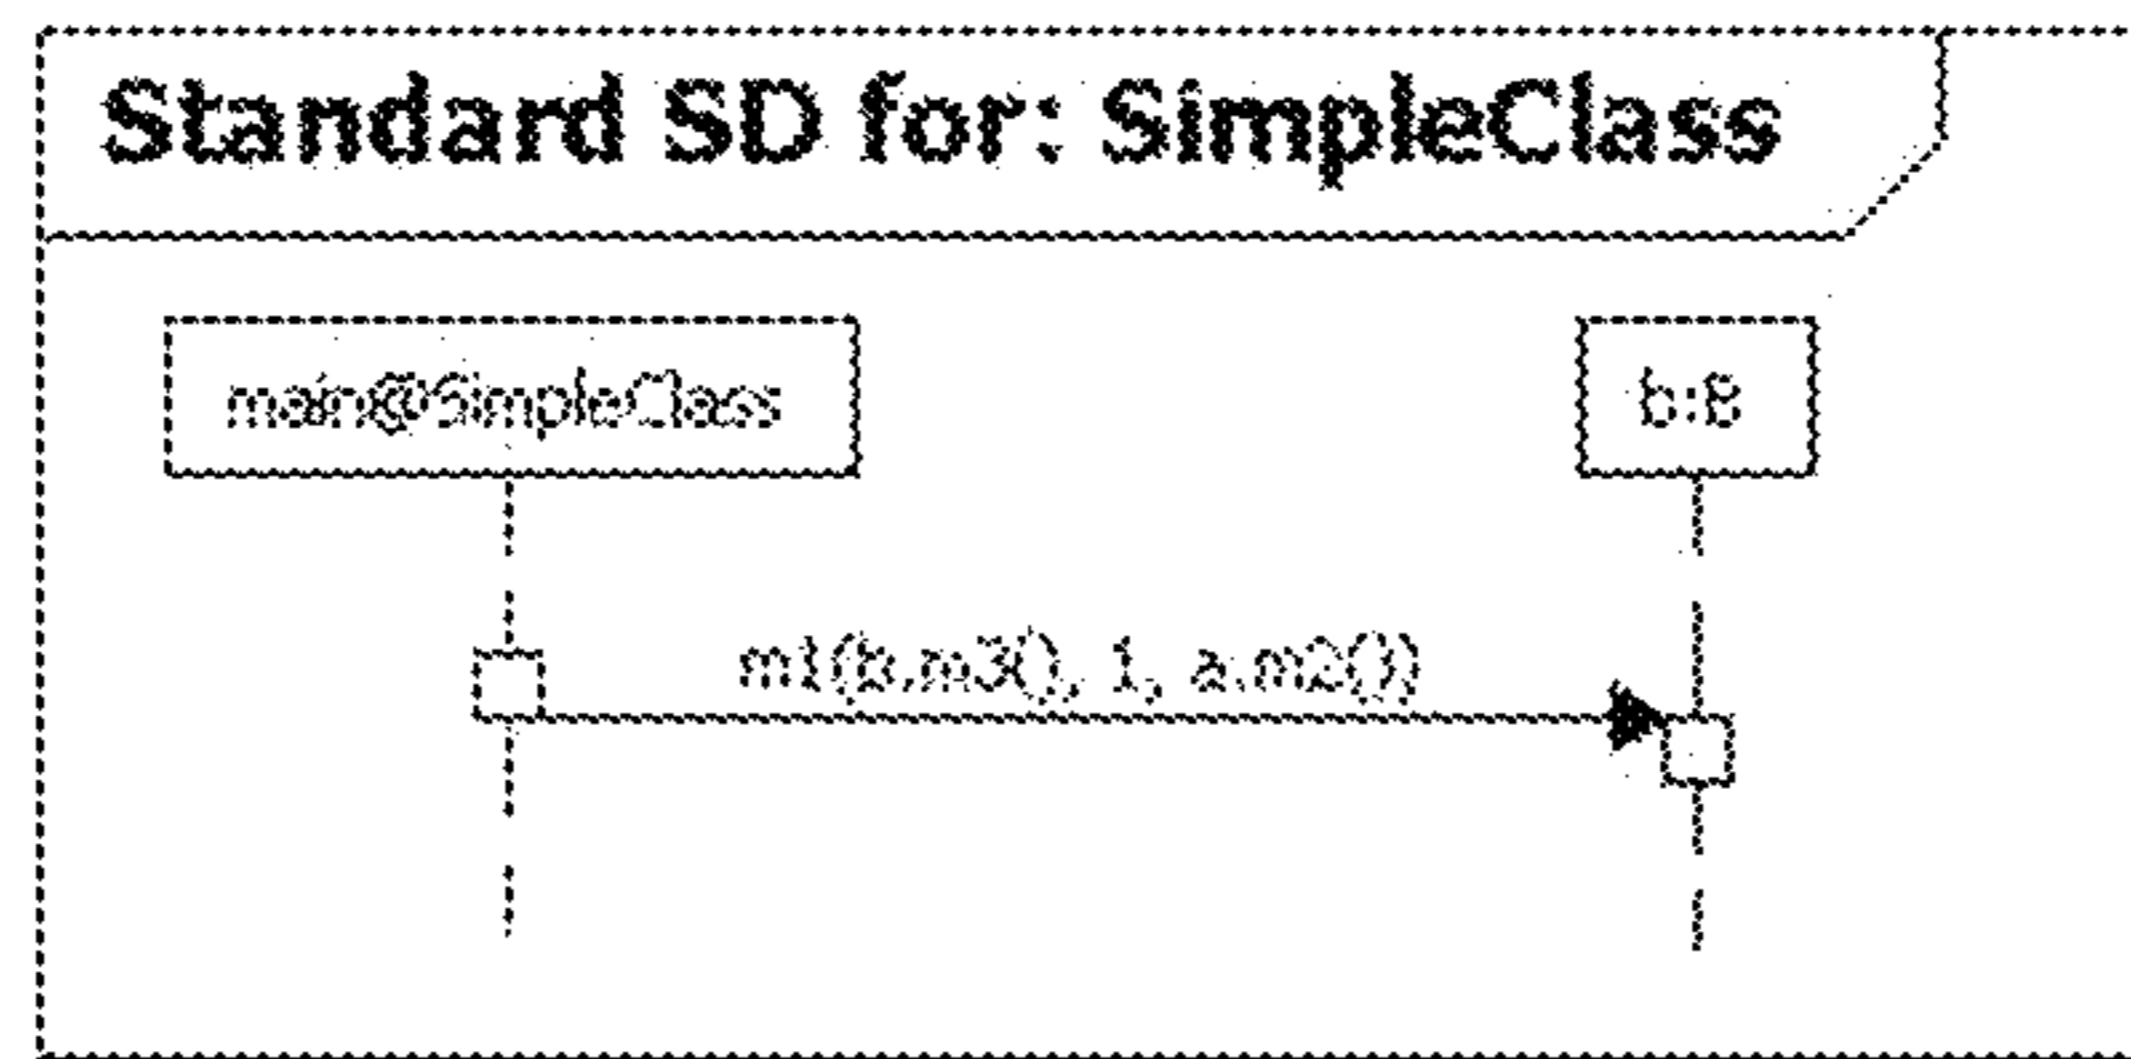 Standard SD for: SimpleClass
main@SimpleClass
b:B
m1(b.m3(), 1, a.m2())